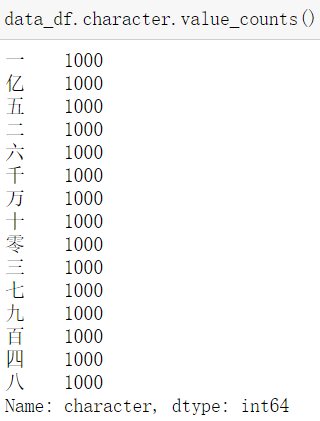 data_df.character.value_counts()
一 1000
亿 1000
五 1000
二 1000
六 1000
千 1000
万 1000
十 1000
零 1000
三 1000
七 1000
九 1000
百 1000
四 1000
八 1000
Name: character, dtype: int64